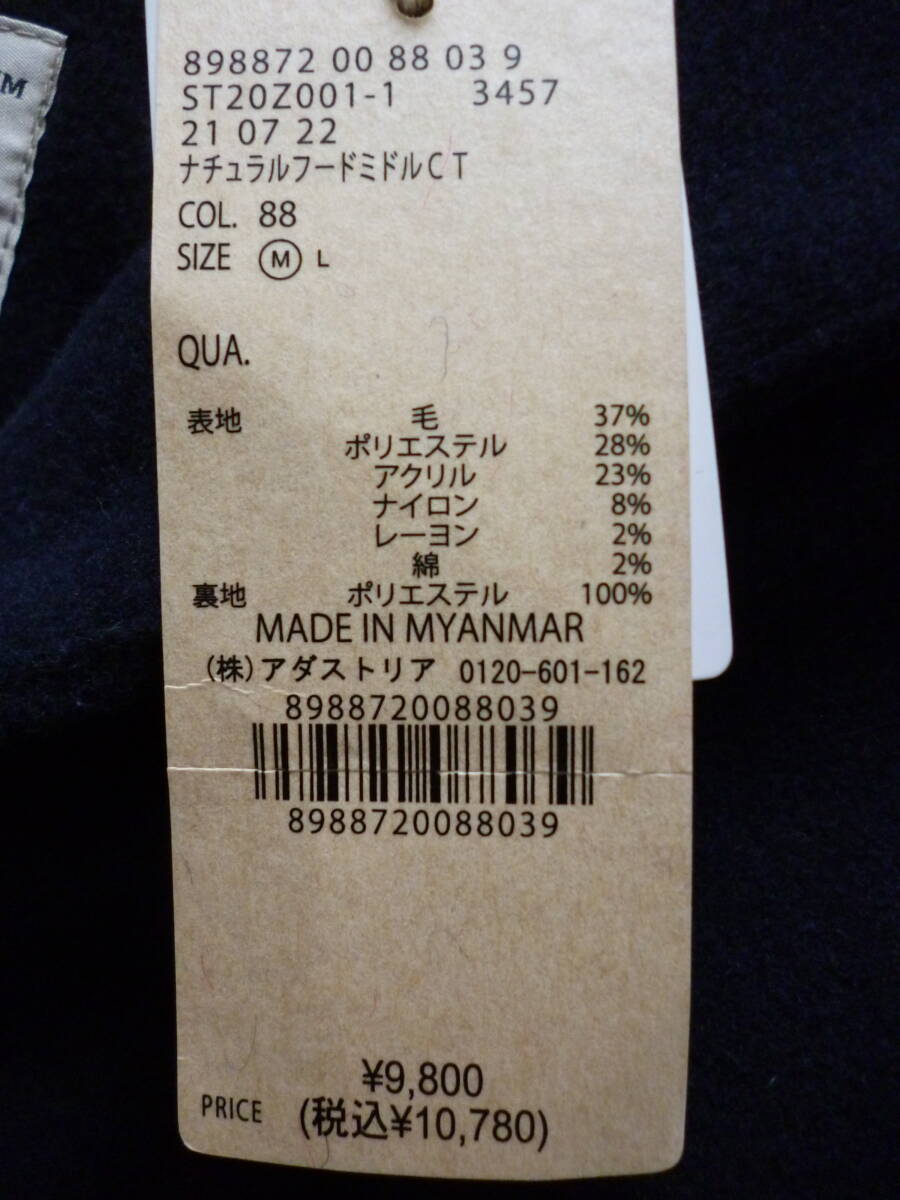 M
898872 00 88 03 9
ST20Z001-1 3457
21 07 22
ナチュラルフードミドルCT
COL. 88
SIZE Ⓜ L
QUA.
表地 毛 37%
ポリエステル 28%
アクリル 23%
ナイロン 8%
レーヨン 2%
綿 2%
裏地 ポリエステル 100%
MADE IN MYANMAR
(株)アダストリア 0120-601-162
8988720088039
8988720088039
¥9,800
PRICE (税込¥10,780)